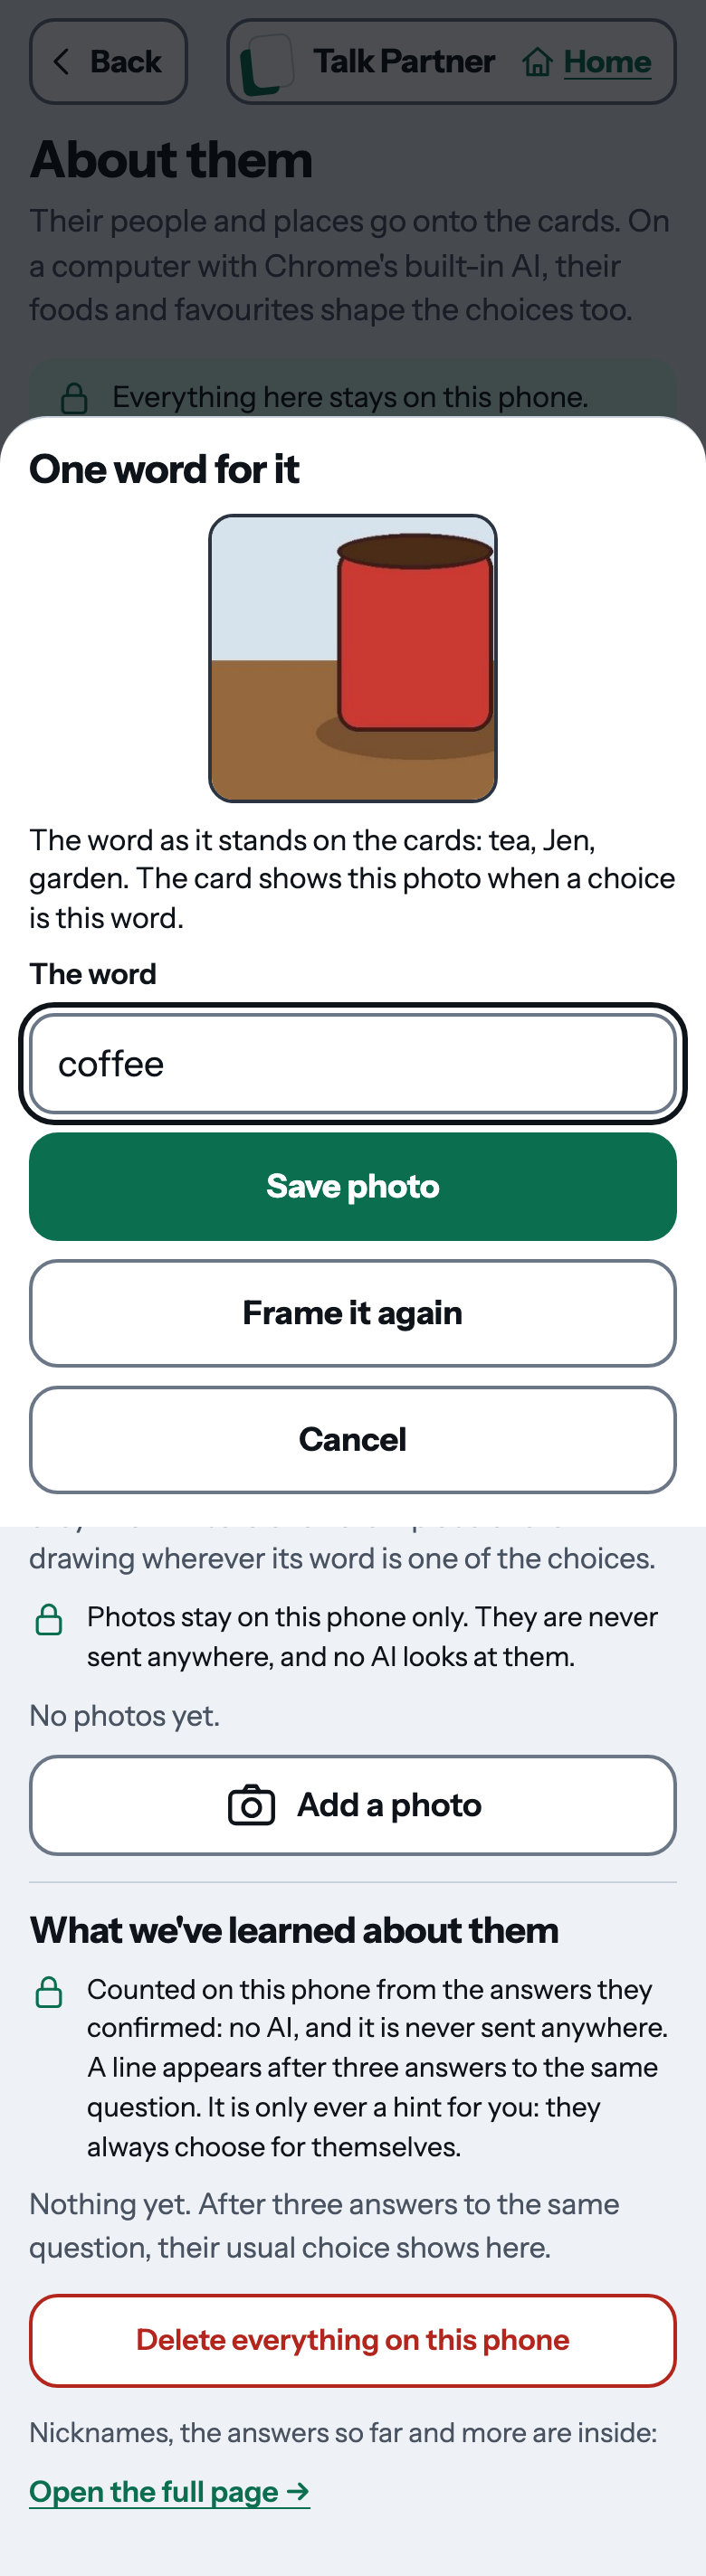 Back
Talk Partner
Home
About them
Their people and places go onto the cards. On
a computer with Chrome's built-in AI, their
foods and favourites shape the choices too.
Everything here stays on this phone.
One word for it
The word as it stands on the cards: tea, Jen,
garden. The card shows this photo when a choice
is this word.
The word
coffee
Save photo
Frame it again
Cancel
drawing wherever its word is one of the choices.
Photos stay on this phone only. They are never
sent anywhere, and no AI looks at them.
No photos yet.
Add a photo
What we've learned about them
Counted on this phone from the answers they
confirmed: no AI, and it is never sent anywhere.
A line appears after three answers to the same
question. It is only ever a hint for you: they
always choose for themselves.
Nothing yet. After three answers to the same
question, their usual choice shows here.
Delete everything on this phone
Nicknames, the answers so far and more are inside:
Open the full page →